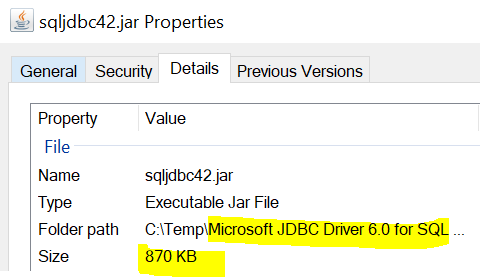 sqljdbc42.jar Properties
General Security Details Previous Versions
Property Value
File
Name sqljdbc42.jar
Type Executable Jar File
Folder path C:\Temp\Microsoft JDBC Driver 6.0 for SQL ...
Size 870 KB